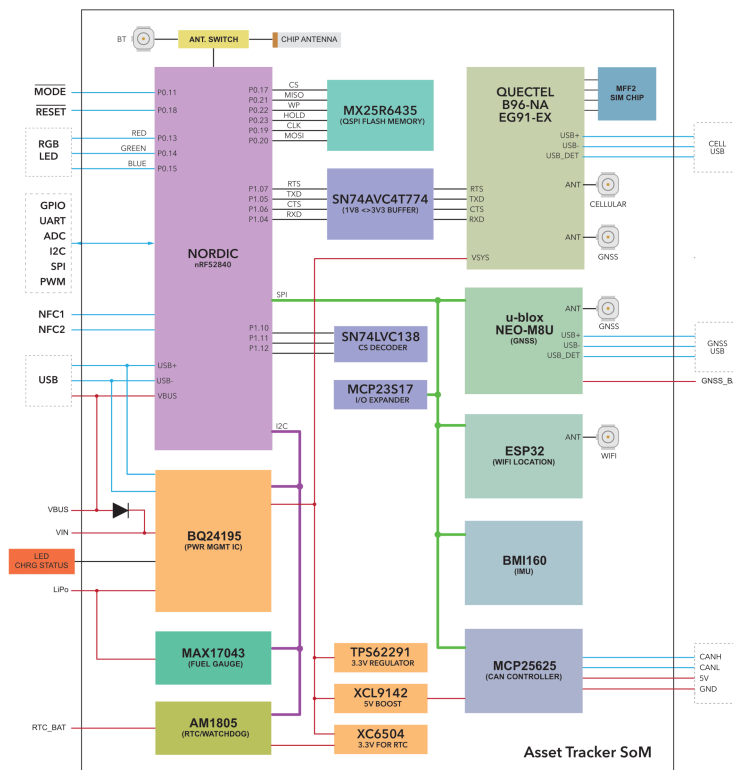 BT
ANT. SWITCH
CHIP ANTENNA
MODE
RESET
RGB
LED
RED
GREEN
BLUE
GPIO
UART
ADC
I2C
SPI
PWM
NFC1
NFC2
USB
P0.11
P0.18
P0.13
P0.14
P0.15
USB+
USB-
VBUS
NORDIC
nRF52840
P0.17
P0.21
P0.22
P0.23
P0.19
P0.20
CS
MISO
WP
HOLD
CLK
MOSI
MX25R6435
(QSPI FLASH MEMORY)
P1.07
P1.05
P1.06
P1.04
RTS
TXD
CTS
RXD
SN74AVC4T774
(1V8 <>3V3 BUFFER)
QUECTEL
B96-NA
EG91-EX
RTS
TXD
CTS
RXD
VSYS
USB+
USB-
USB_DET
ANT
CELLULAR
ANT
GNSS
MFF2
SIM CHIP
CELL
USB
SPI
P1.10
P1.11
P1.12
SN74LVC138
CS DECODER
MCP23S17
I/O EXPANDER
u-blox
NEO-M8U
(GNSS)
ANT
GNSS
USB+
USB-
USB_DET
GNSS
USB
I2C
ESP32
(WIFI LOCATION)
ANT
WIFI
VBUS
VIN
LED
CHRG STATUS
LiPo
BQ24195
(PWR MGMT IC)
BMI160
(IMU)
MAX17043
(FUEL GAUGE)
TPS62291
3.3V REGULATOR
MCP25625
(CAN CONTROLLER)
CANH
CANL
5V
GND
XCL9142
5V BOOST
RTC_BAT
AM1805
(RTC/WATCHDOG)
XC6504
3.3V FOR RTC
Asset Tracker SoM